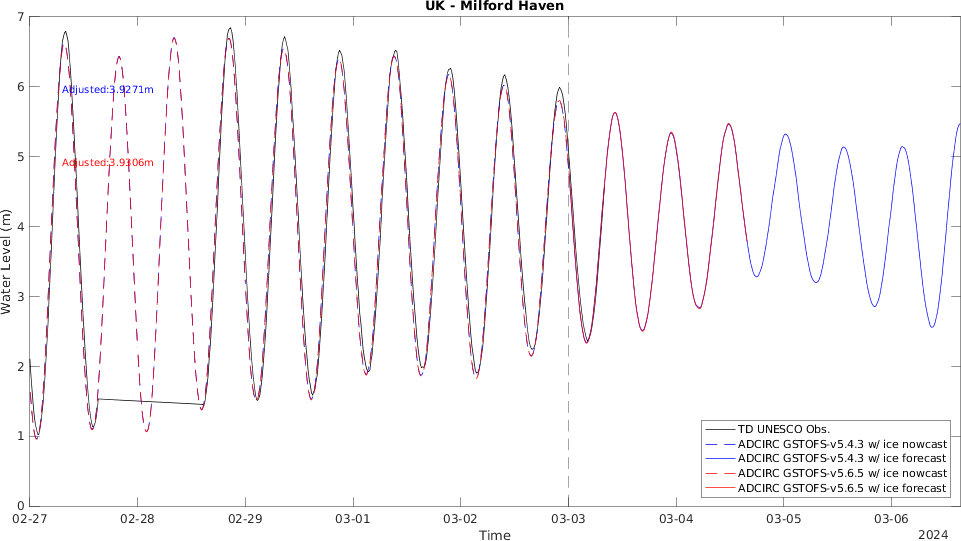 UK - Milford Haven
7
6
5
4
3
2
1
0
Water Level (m)
Adjusted:3.9271m
Adjusted:3.9306m
TD UNESCO Obs.
ADCIRC GSTOFS-v5.4.3 w/ ice nowcast
ADCIRC GSTOFS-v5.4.3 w/ ice forecast
ADCIRC GSTOFS-v5.6.5 w/ ice nowcast
ADCIRC GSTOFS-v5.6.5 w/ ice forecast
02-27 02-28 02-29 03-01 03-02 03-03 03-04 03-05 03-06
Time
2024